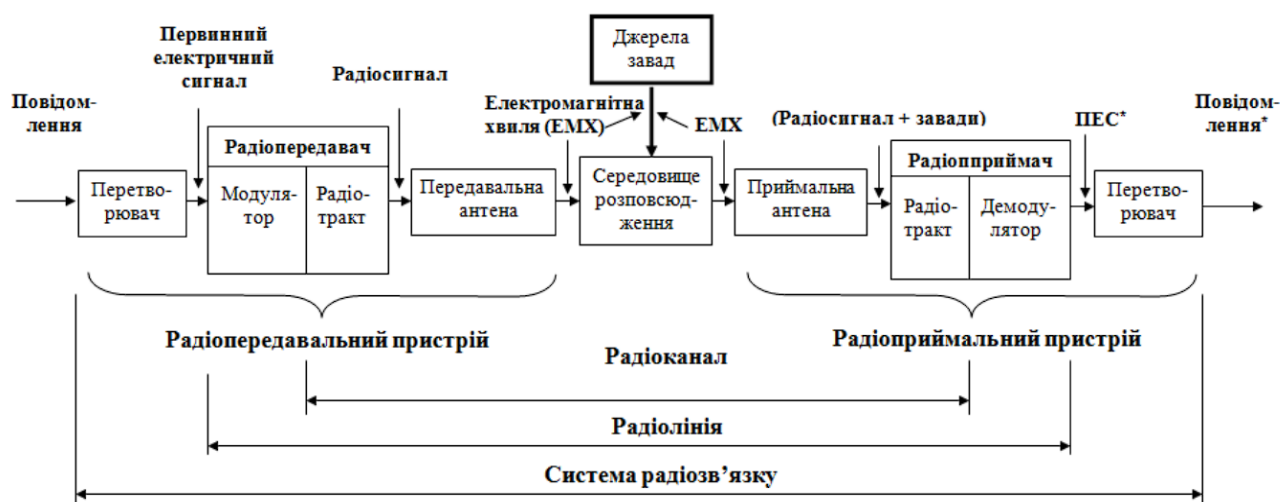 Джерела
завад
Первинний
електричний
сигнал
Радіосигнал
Повідом-
лення
Електромагнітна
хвиля (ЕМХ)
ЕМХ
(Радіосигнал + завади)
ПЕС*
Повідом-
лення*
Перетво-
рювач
Радіопередавач
Модуля-
тор
Радіо-
тракт
Передавальна
антена
Середовище
розповсюд-
ження
Приймальна
антена
Радіопприймач
Радіо-
тракт
Демоду-
лятор
Перетво-
рювач
Радіопередавальний пристрій
Радіоприймальний пристрій
Радіоканал
Радіолінія
Система радіозв’язку